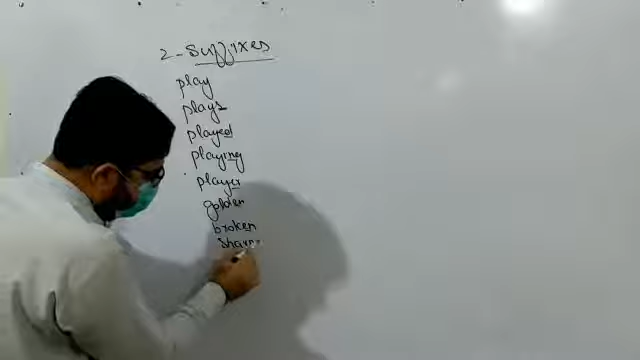 2- Suffixes
play
plays
played
playing
player
golden
broken